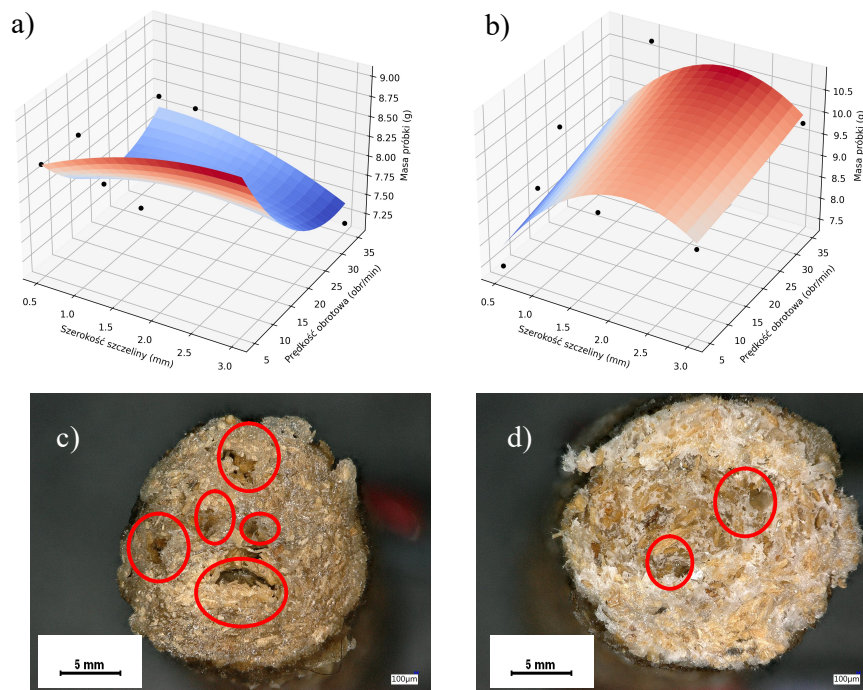 a)
9.00
8.75
8.50
8.25
8.00
7.75
7.50
7.25
Masa próbki (g)
0.5
1.0
1.5
2.0
2.5
3.0
Szerokość szczeliny (mm)
5
10
15
20
25
30
35
Prędkość obrotowa (obr/min)
b)
10.5
10.0
9.5
9.0
8.5
8.0
7.5
Masa próbki (g)
0.5
1.0
1.5
2.0
2.5
3.0
Szerokość szczeliny (mm)
5
10
15
20
25
30
35
Prędkość obrotowa (obr/min)
c)
5 mm
100µm
d)
5 mm
100µm